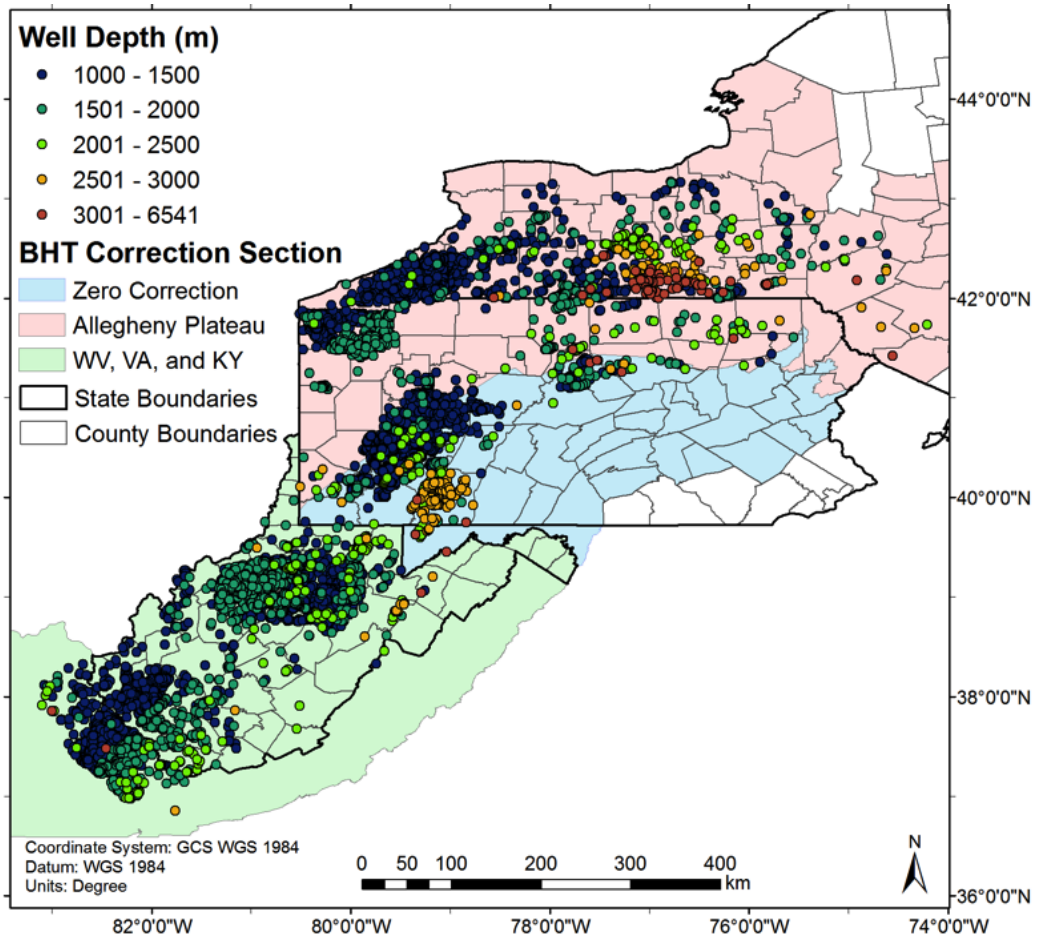 Well Depth (m)
1000 - 1500
1501 - 2000
2001 - 2500
2501 - 3000
3001 - 6541
BHT Correction Section
Zero Correction
Allegheny Plateau
WV, VA, and KY
State Boundaries
County Boundaries
44°0'0"N
42°0'0"N
40°0'0"N
38°0'0"N
36°0'0"N
Coordinate System: GCS WGS 1984
Datum: WGS 1984
Units: Degree
0 50 100 200 300 400
km
N
82°0'0"W 80°0'0"W 78°0'0"W 76°0'0"W 74°0'0"W